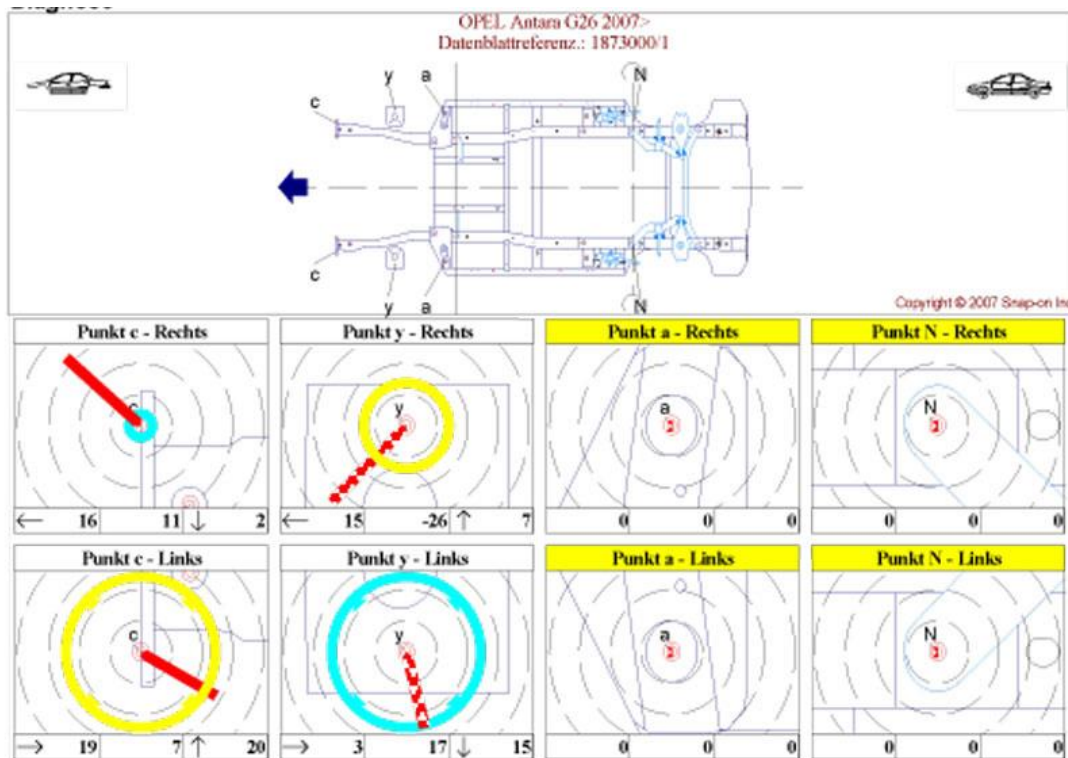 Diagnose
OPEL Antara G26 2007>
Datenblattreferenz.: 1873000/1
y a N
c
c
y a N
Copyright © 2007 Snap-on Inc
Punkt c - Rechts
c
← 16 11 ↓ 2
Punkt y - Rechts
y
← 15 -26 ↑ 7
Punkt a - Rechts
a
0 0 0
Punkt N - Rechts
N
0 0 0
Punkt c - Links
c
→ 19 7 ↑ 20
Punkt y - Links
y
→ 3 17 ↓ 15
Punkt a - Links
a
0 0 0
Punkt N - Links
N
0 0 0